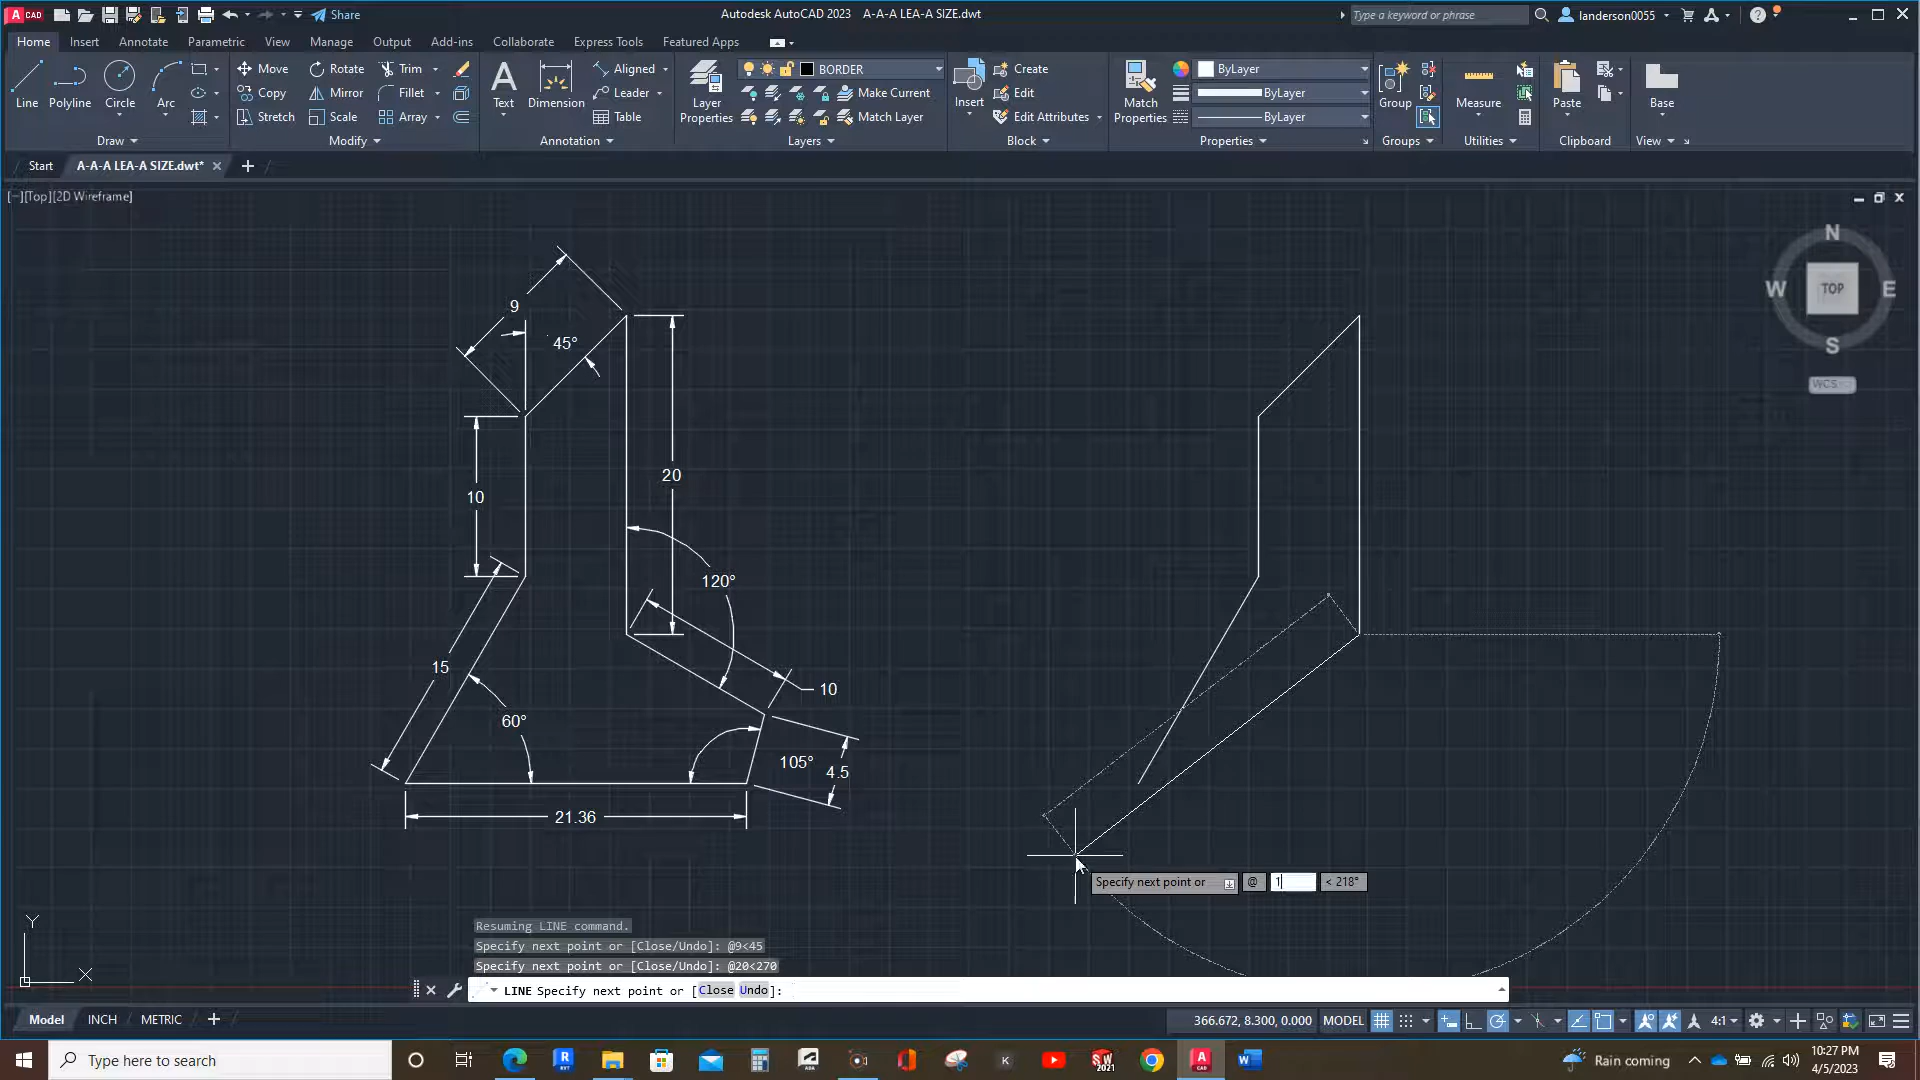 A CAD
Share
Autodesk AutoCAD 2023 A-A-A LEA-A SIZE.dwt
Type a keyword or phrase
landerson0055
Home Insert Annotate Parametric View Manage Output Add-ins Collaborate Express Tools Featured Apps
Line Polyline Circle Arc
Draw
Move Rotate Trim
Copy Mirror Fillet
Stretch Scale Array
Modify
Text Dimension
Aligned
Leader
Table
Annotation
Layer Properties
BORDER
Make Current
Match Layer
Layers
Insert
Create
Edit
Edit Attributes
Block
Match Properties
ByLayer
ByLayer
ByLayer
Properties
Group
Groups
Measure
Utilities
Paste
Clipboard
Base
View
Start A-A-A LEA-A SIZE.dwt*
[−][Top][2D Wireframe]
N
W TOP E
S
WCS
9
45°
20
10
120°
15
10
60°
105°
4.5
21.36
Specify next point or @ 1 < 218°
Y
X
Resuming LINE command.
Specify next point or [Close/Undo]: @9<45
Specify next point or [Close/Undo]: @20<270
LINE Specify next point or [Close Undo]:
Model INCH METRIC
366.672, 8.300, 0.000 MODEL
4:1
Type here to search
Rain coming
10:27 PM
4/5/2023